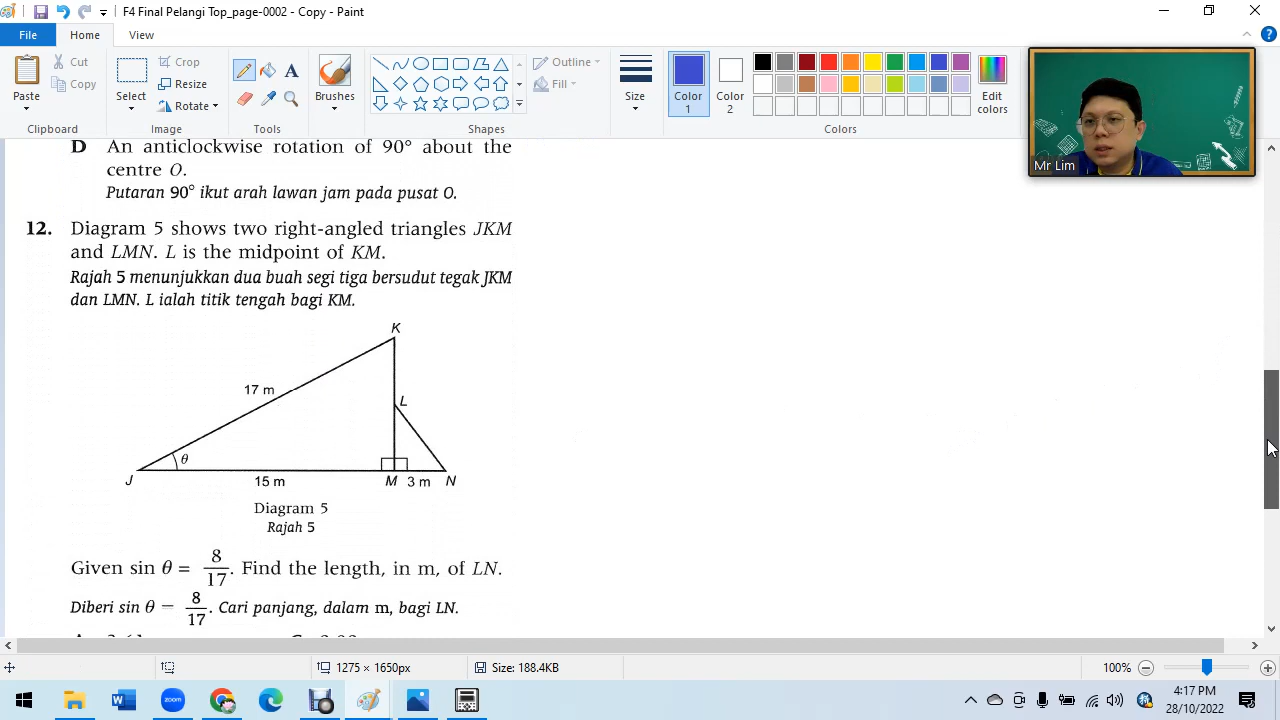 F4 Final Pelangi Top_page-0002 - Copy - Paint
File Home View
Paste
Cut
Copy
Select
Crop
Resize
Rotate
Brushes
Outline
Fill
Size
Color 1
Color 2
Edit colors
Clipboard Image Tools Shapes Colors
Mr Lim
D An anticlockwise rotation of 90° about the
centre O.
Putaran 90° ikut arah lawan jam pada pusat O.
12. Diagram 5 shows two right-angled triangles JKM
and LMN. L is the midpoint of KM.
Rajah 5 menunjukkan dua buah segi tiga bersudut tegak JKM
dan LMN. L ialah titik tengah bagi KM.
K
17 m
L
θ
J 15 m M 3 m N
Diagram 5
Rajah 5
Given sin θ = 8/17. Find the length, in m, of LN.
Diberi sin θ = 8/17. Cari panjang, dalam m, bagi LN.
1275 × 1650px
Size: 188.4KB
100%
zoom
4:17 PM
28/10/2022